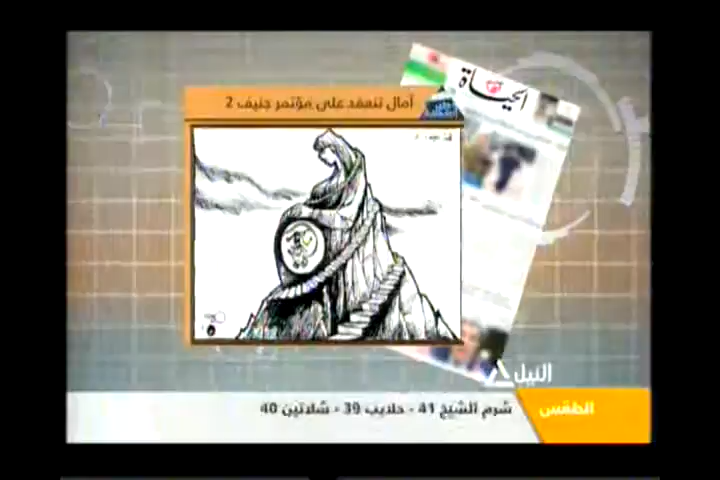 الحياة
آمال تنعقد على مؤتمر جنيف 2
النيل
الطقس
شرم الشيخ 41 - حلايب 39 - شلاتين 40